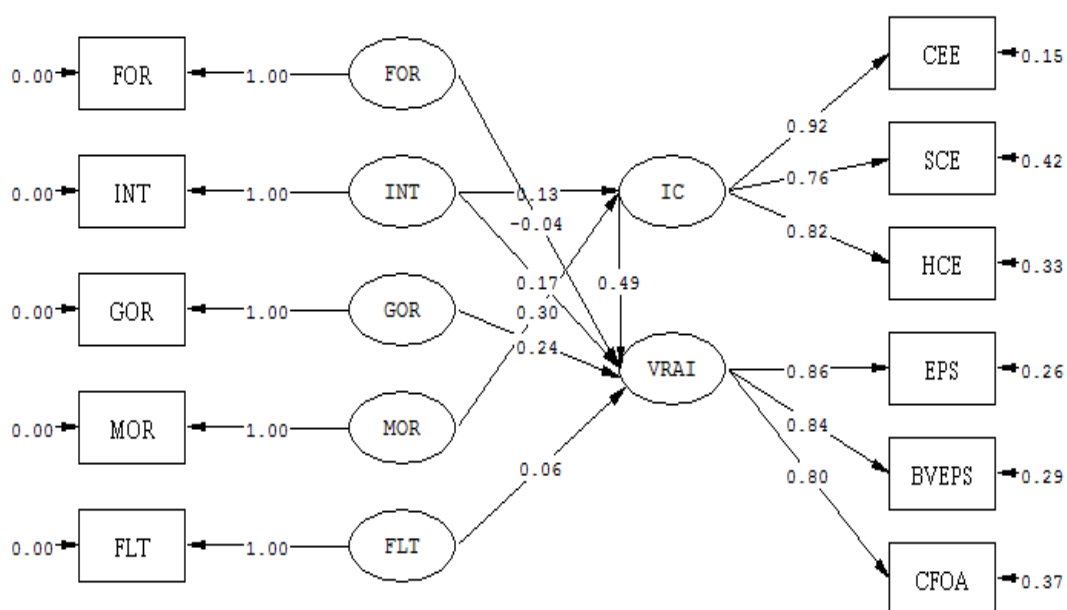 0.00 FOR 1.00 FOR CEE 0.15
0.92
SCE 0.42
0.76
0.00 INT 1.00 INT 0.13 IC
-0.04
0.82
HCE 0.33
0.17 0.49
0.00 GOR 1.00 GOR 0.30
0.24
VRAI 0.86 EPS 0.26
0.84
0.00 MOR 1.00 MOR
0.06 0.80 BVEPS 0.29
0.00 FLT 1.00 FLT
CFOA 0.37